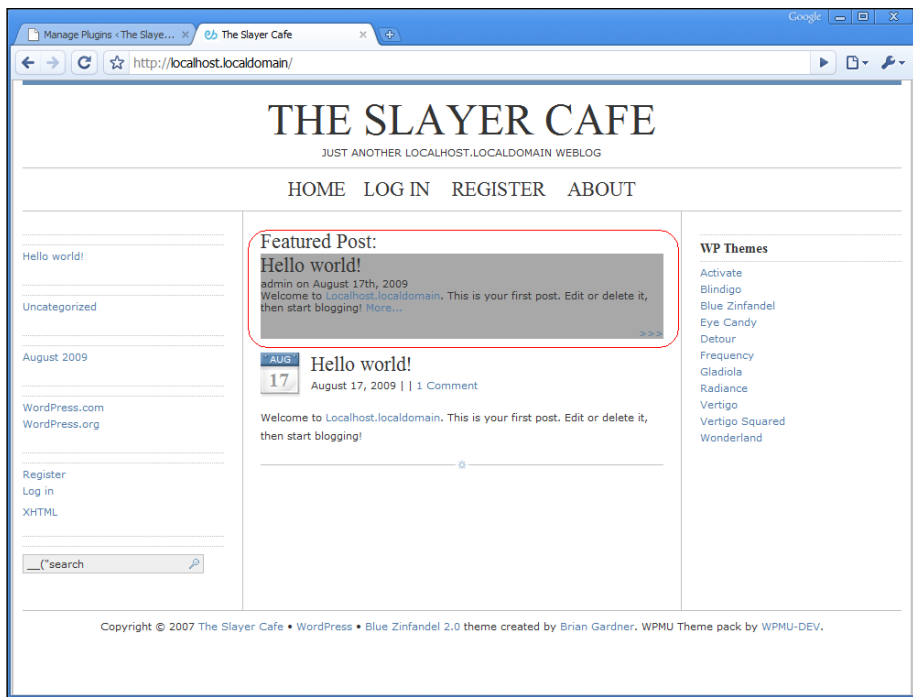 Google
Manage Plugins ‹ The Slaye...
The Slayer Cafe
http://localhost.localdomain/
THE SLAYER CAFE
JUST ANOTHER LOCALHOST.LOCALDOMAIN WEBLOG
HOME LOG IN REGISTER ABOUT
Hello world!
Uncategorized
August 2009
WordPress.com
WordPress.org
Register
Log in
XHTML
__("search
Featured Post:
Hello world!
admin on August 17th, 2009
Welcome to Localhost.localdomain. This is your first post. Edit or delete it,
then start blogging! More...
>>>
AUG
17
Hello world!
August 17, 2009 | | 1 Comment
Welcome to Localhost.localdomain. This is your first post. Edit or delete it,
then start blogging!
WP Themes
Activate
Blindigo
Blue Zinfandel
Eye Candy
Detour
Frequency
Gladiola
Radiance
Vertigo
Vertigo Squared
Wonderland
Copyright © 2007 The Slayer Cafe • WordPress • Blue Zinfandel 2.0 theme created by Brian Gardner. WPMU Theme pack by WPMU-DEV.